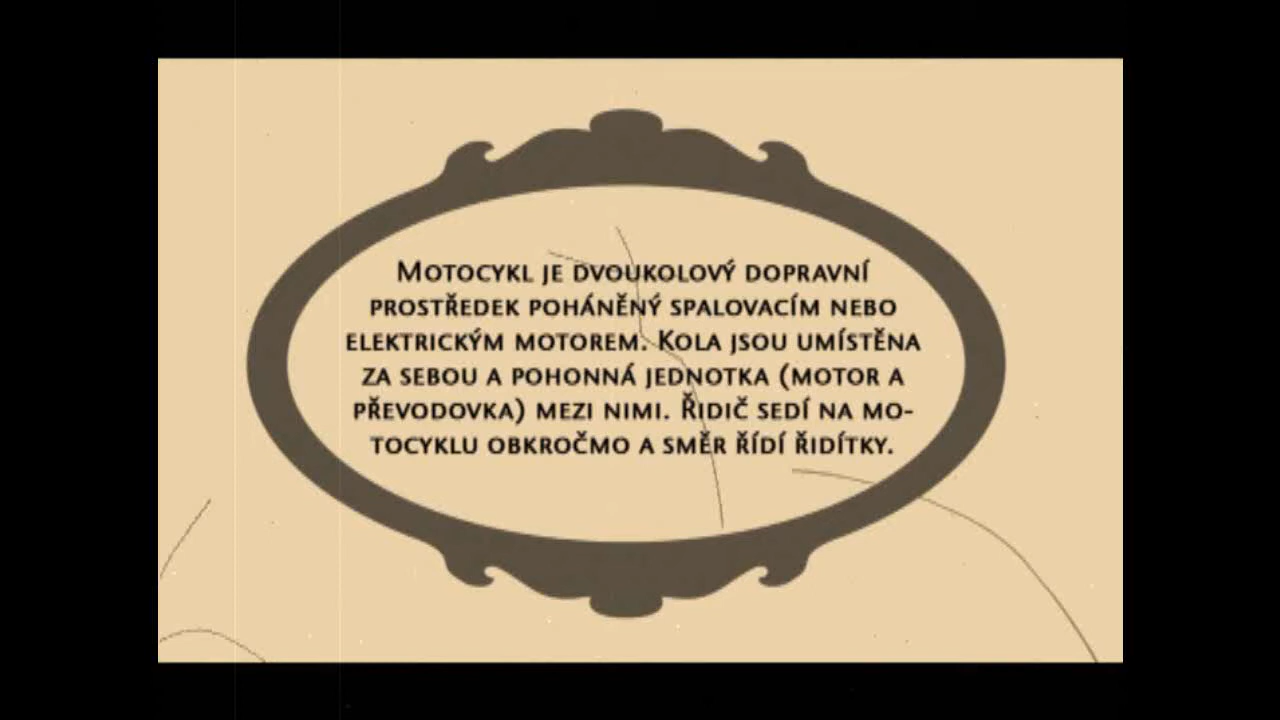 Motocykl je dvoukolový dopravní
prostředek poháněný spalovacím nebo
elektrickým motorem. Kola jsou umístěna
za sebou a pohonná jednotka (motor a
převodovka) mezi nimi. Řidič sedí na mo-
tocyklu obkročmo a směr řídí řidítky.